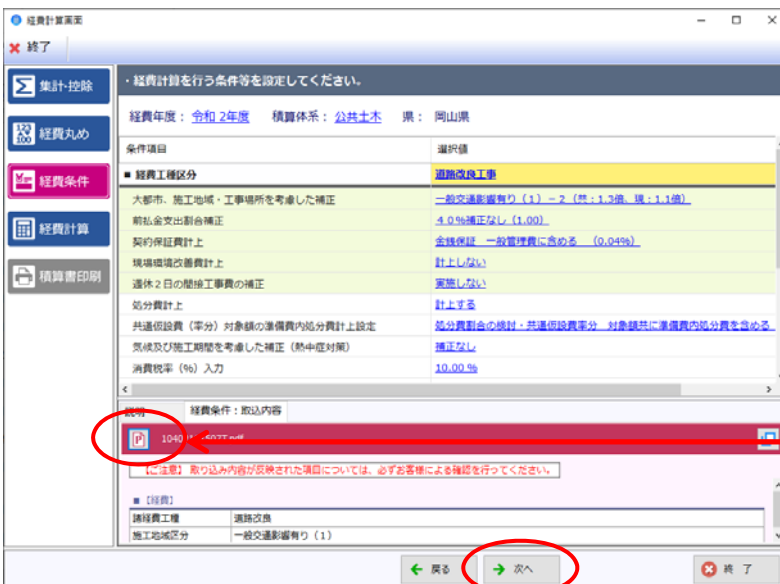 経費計算画面
終了
集計・控除
経費丸め
経費条件
経費計算
積算書印刷
・経費計算を行う条件等を設定してください。
経費年度： 令和 2年度 積算体系： 公共土木 県： 岡山県
条件項目 選択値
■ 経費工種区分 道路改良工事
大都市、施工地域・工事場所を考慮した補正 一般交通影響有り（1）－2（共：1.3倍、現：1.1倍）
前払金支出割合補正 40％補正なし（1.00）
契約保証費計上 金銭保証 一般管理費に含める （0.04%）
現場環境改善費計上 計上しない
週休2日の間接工事費の補正 実施しない
処分費計上 計上する
共通仮設費（率分）対象額の準備費内処分費計上設定 処分費割合の検討・共通仮設費率分 対象額共に準備費内処分費を含める
気候及び施工期間を考慮した補正（熱中症対策） 補正なし
消費税率（%）入力 10.00 %
説明 経費条件：取込内容
【ご注意】 取り込み内容が反映された項目については、必ずお客様による確認を行ってください。
■ 【経費】
諸経費工種 道路改良
施工地域区分 一般交通影響有り（1）
戻る 次へ 終 了